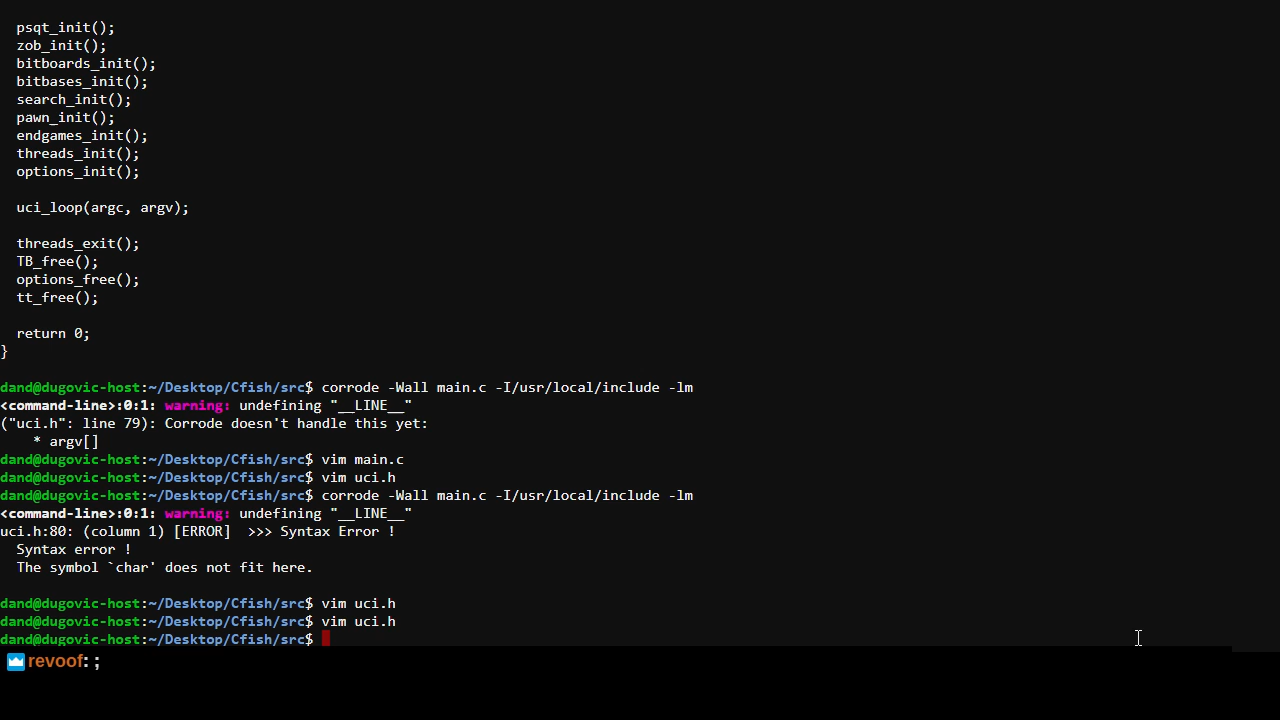 psqt_init();
zob_init();
bitboards_init();
bitbases_init();
search_init();
pawn_init();
endgames_init();
threads_init();
options_init();
uci_loop(argc, argv);
threads_exit();
TB_free();
options_free();
tt_free();
return 0;
}
dand@dugovic-host:~/Desktop/Cfish/src$ corrode -Wall main.c -I/usr/local/include -lm
<command-line>:0:1: warning: undefining "__LINE__"
("uci.h": line 79): Corrode doesn't handle this yet:
* argv[]
dand@dugovic-host:~/Desktop/Cfish/src$ vim main.c
dand@dugovic-host:~/Desktop/Cfish/src$ vim uci.h
dand@dugovic-host:~/Desktop/Cfish/src$ corrode -Wall main.c -I/usr/local/include -lm
<command-line>:0:1: warning: undefining "__LINE__"
uci.h:80: (column 1) [ERROR]  >>> Syntax Error !
Syntax error !
The symbol `char' does not fit here.
dand@dugovic-host:~/Desktop/Cfish/src$ vim uci.h
dand@dugovic-host:~/Desktop/Cfish/src$ vim uci.h
dand@dugovic-host:~/Desktop/Cfish/src$
revoof: ;